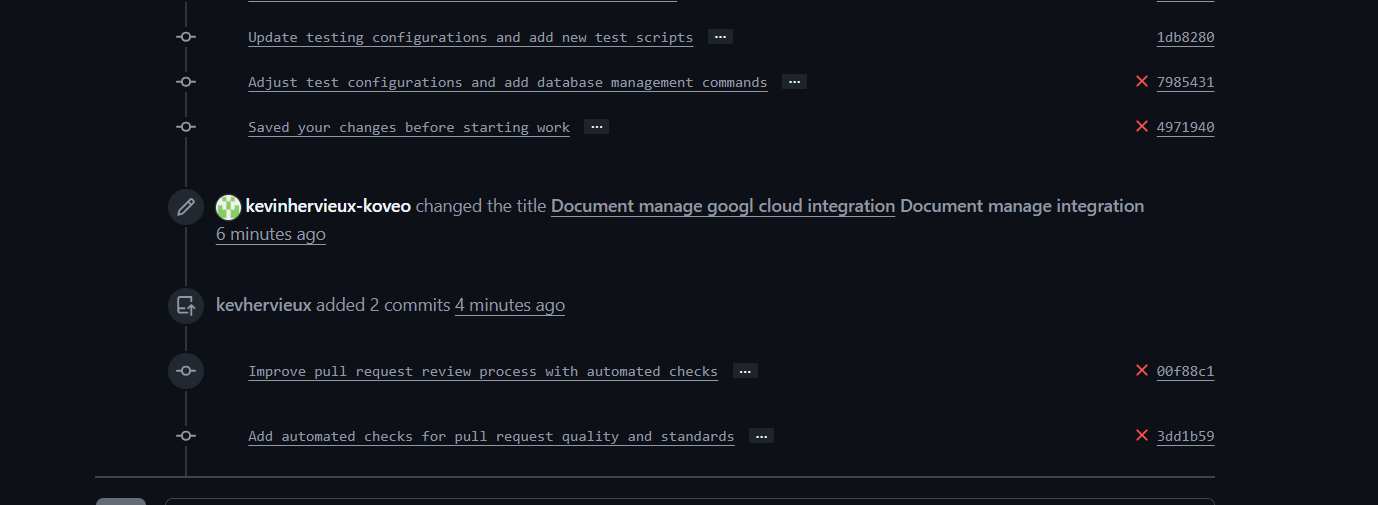 Update testing configurations and add new test scripts ... 1db8280
Adjust test configurations and add database management commands ... 7985431
Saved your changes before starting work ... 4971940
kevinhervieux-koveo changed the title Document manage googl cloud integration Document manage integration
6 minutes ago
kevhervieux added 2 commits 4 minutes ago
Improve pull request review process with automated checks ... 00f88c1
Add automated checks for pull request quality and standards ... 3dd1b59